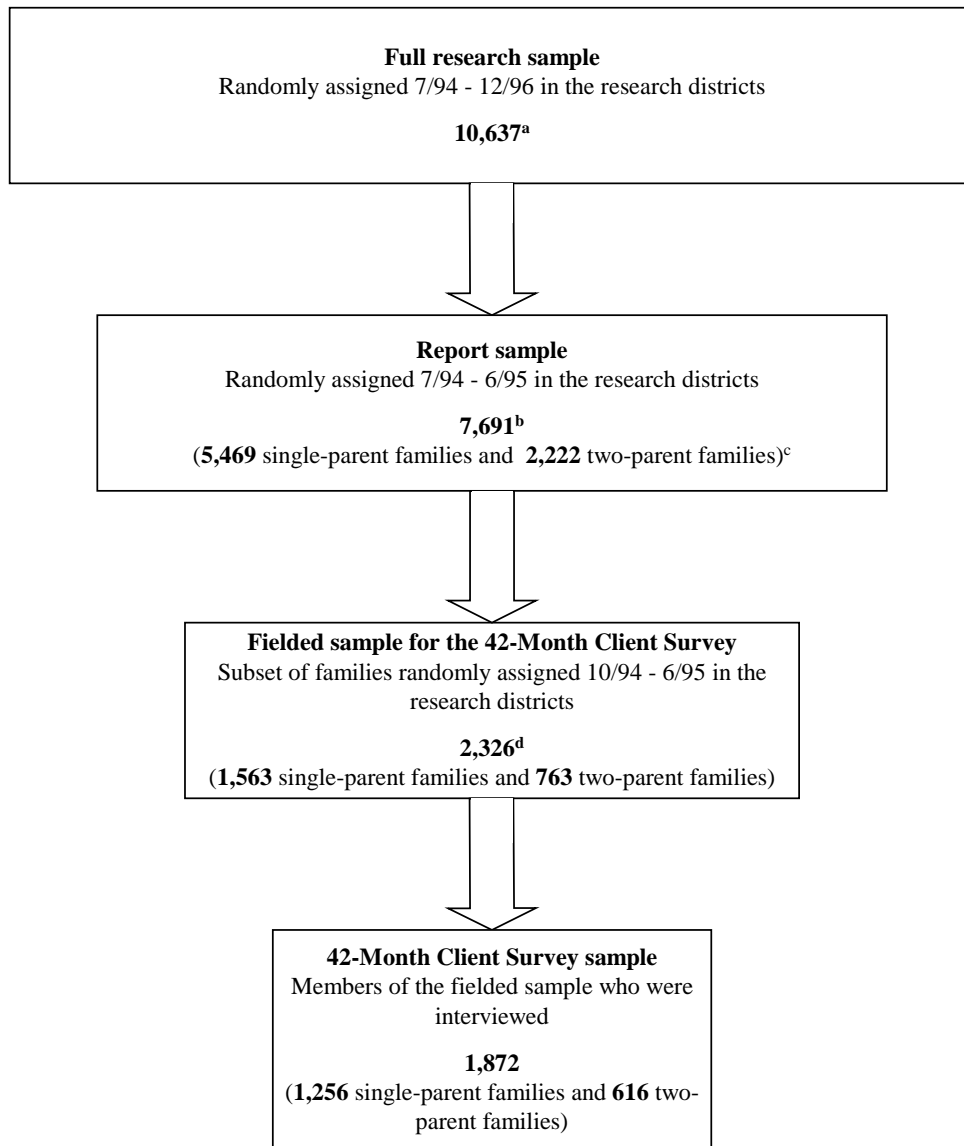 Full research sample
Randomly assigned 7/94 - 12/96 in the research districts
10,637a
Report sample
Randomly assigned 7/94 - 6/95 in the research districts
7,691b
(5,469 single-parent families and 2,222 two-parent families)c
Fielded sample for the 42-Month Client Survey
Subset of families randomly assigned 10/94 - 6/95 in the
research districts
2,326d
(1,563 single-parent families and 763 two-parent families)
42-Month Client Survey sample
Members of the fielded sample who were
interviewed
1,872
(1,256 single-parent families and 616 two-
parent families)